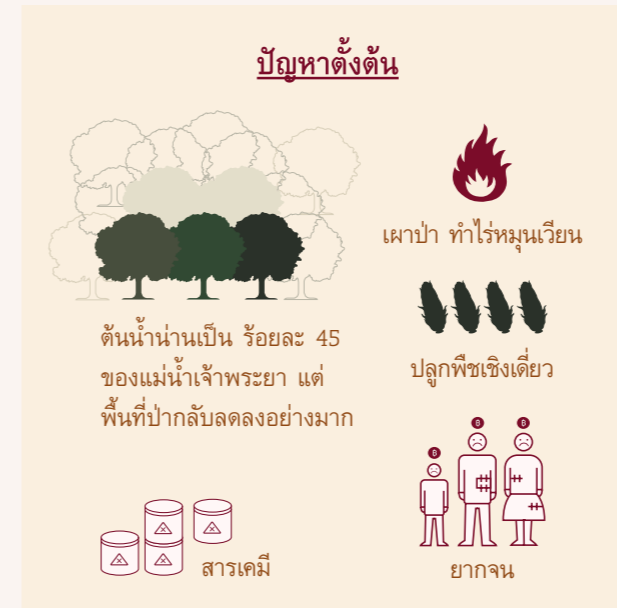 ปัญหาตั้งต้น
เผาป่า ทำไร่หมุนเวียน
ต้นน้ำน่านเป็น ร้อยละ 45
ของแม่น้ำเจ้าพระยา แต่
พื้นที่ป่ากลับลดลงอย่างมาก
ปลูกพืชเชิงเดี่ยว
สารเคมี
ยากจน